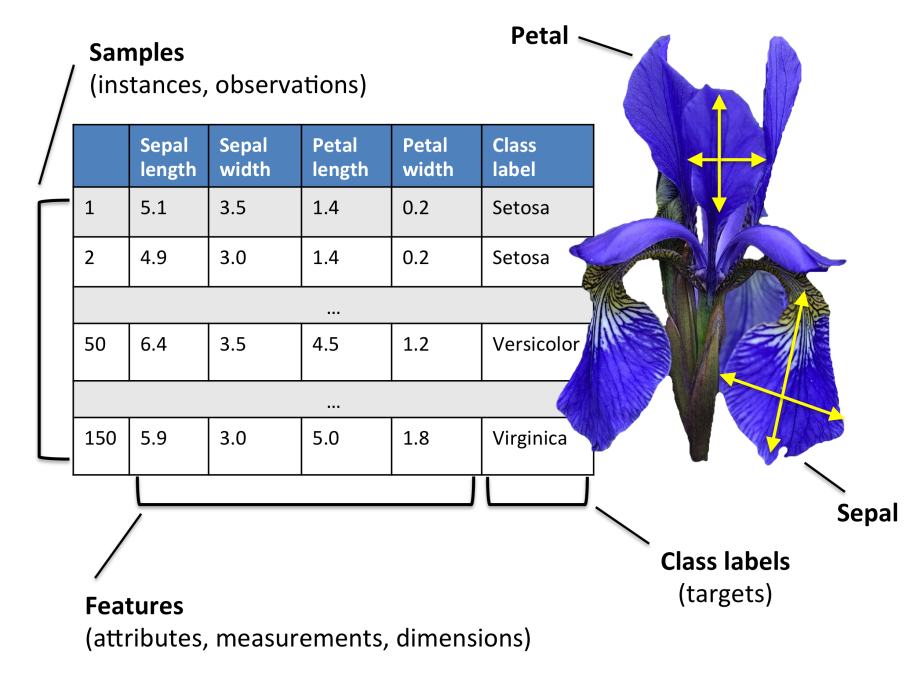 Petal
Samples
(instances, observations)
Sepal length Sepal width Petal length Petal width Class label
1 5.1 3.5 1.4 0.2 Setosa
2 4.9 3.0 1.4 0.2 Setosa
...
50 6.4 3.5 4.5 1.2 Versicolor
...
150 5.9 3.0 5.0 1.8 Virginica
Sepal
Class labels
(targets)
Features
(attributes, measurements, dimensions)